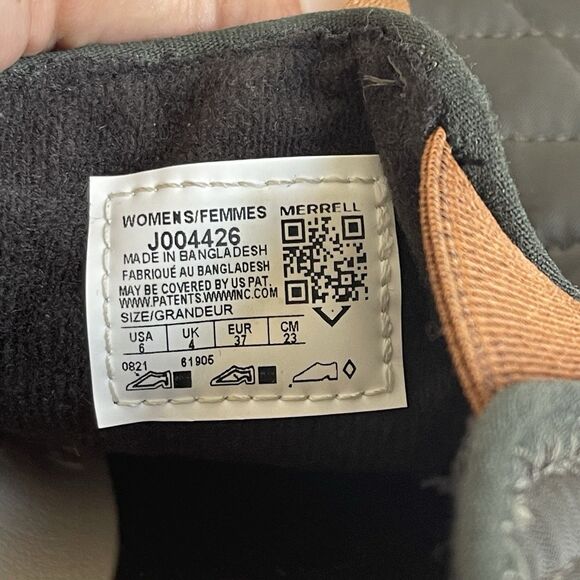 WOMENS/FEMMES MERRELL
J004426
MADE IN BANGLADESH
FABRIQUÉ AU BANGLADESH
MAY BE COVERED BY US PAT.
WWW.PATENTS.WWWINC.COM
SIZE/GRANDEUR
USA UK EUR CM
6 4 37 23
0821 61905